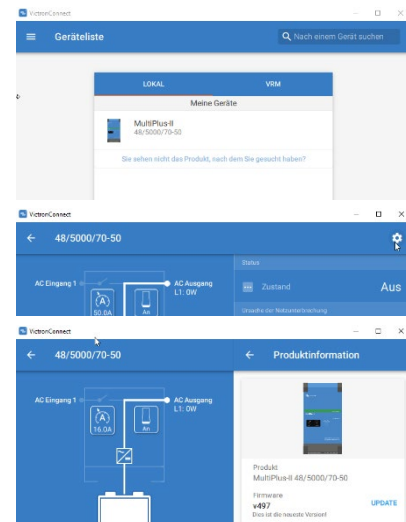 VictronConnect
Geräteliste
Nach einem Gerät suchen
LOKAL
VRM
Meine Geräte
MultiPlus-II
48/5000/70-50
Sie sehen nicht das Produkt, nach dem Sie gesucht haben?
VictronConnect
48/5000/70-50
Status
AC Eingang 1
AC Ausgang
L1: 0W
Zustand
Aus
(A)
50.0A
An
Ursache der Netzunterbrechung
VictronConnect
48/5000/70-50
Produktinformation
AC Eingang 1
AC Ausgang
L1: 0W
(A)
16.0A
An
Produkt
MultiPlus-II 48/5000/70-50
Firmware
v497
UPDATE
Dies ist die neueste Version!